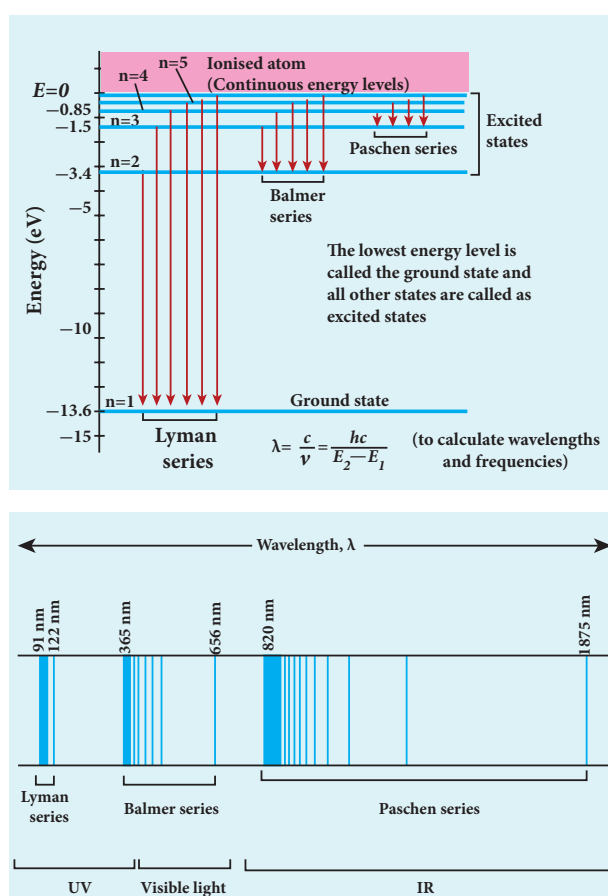 Ionised atom
(Continuous energy levels)
n=5
n=4
E=0
−0.85
n=3
−1.5
n=2
−3.4
−5
−10
n=1
−13.6
−15
Energy (eV)
Excited
states
Paschen series
Balmer
series
The lowest energy level is
called the ground state and
all other states are called as
excited states
Ground state
Lyman
series
λ= c/ν = hc/E₂—E₁
(to calculate wavelengths
and frequencies)
Wavelength, λ
91 nm
122 nm
365 nm
656 nm
820 nm
1875 nm
Lyman
series
Balmer series
Paschen series
UV
Visible light
IR